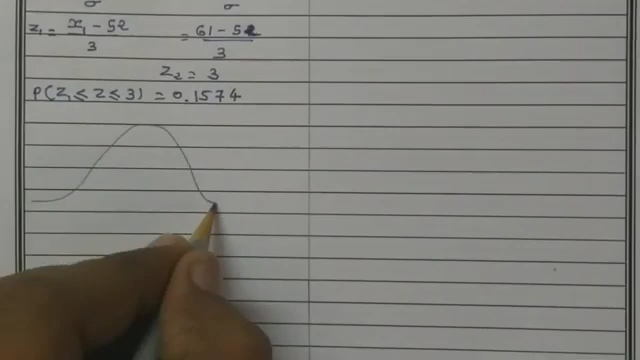 σ σ
z₁ = x₁ - 52 / 3 = 61 - 52 / 3
z₂ = 3
P(z₁ ≤ z ≤ 3) = 0.1574